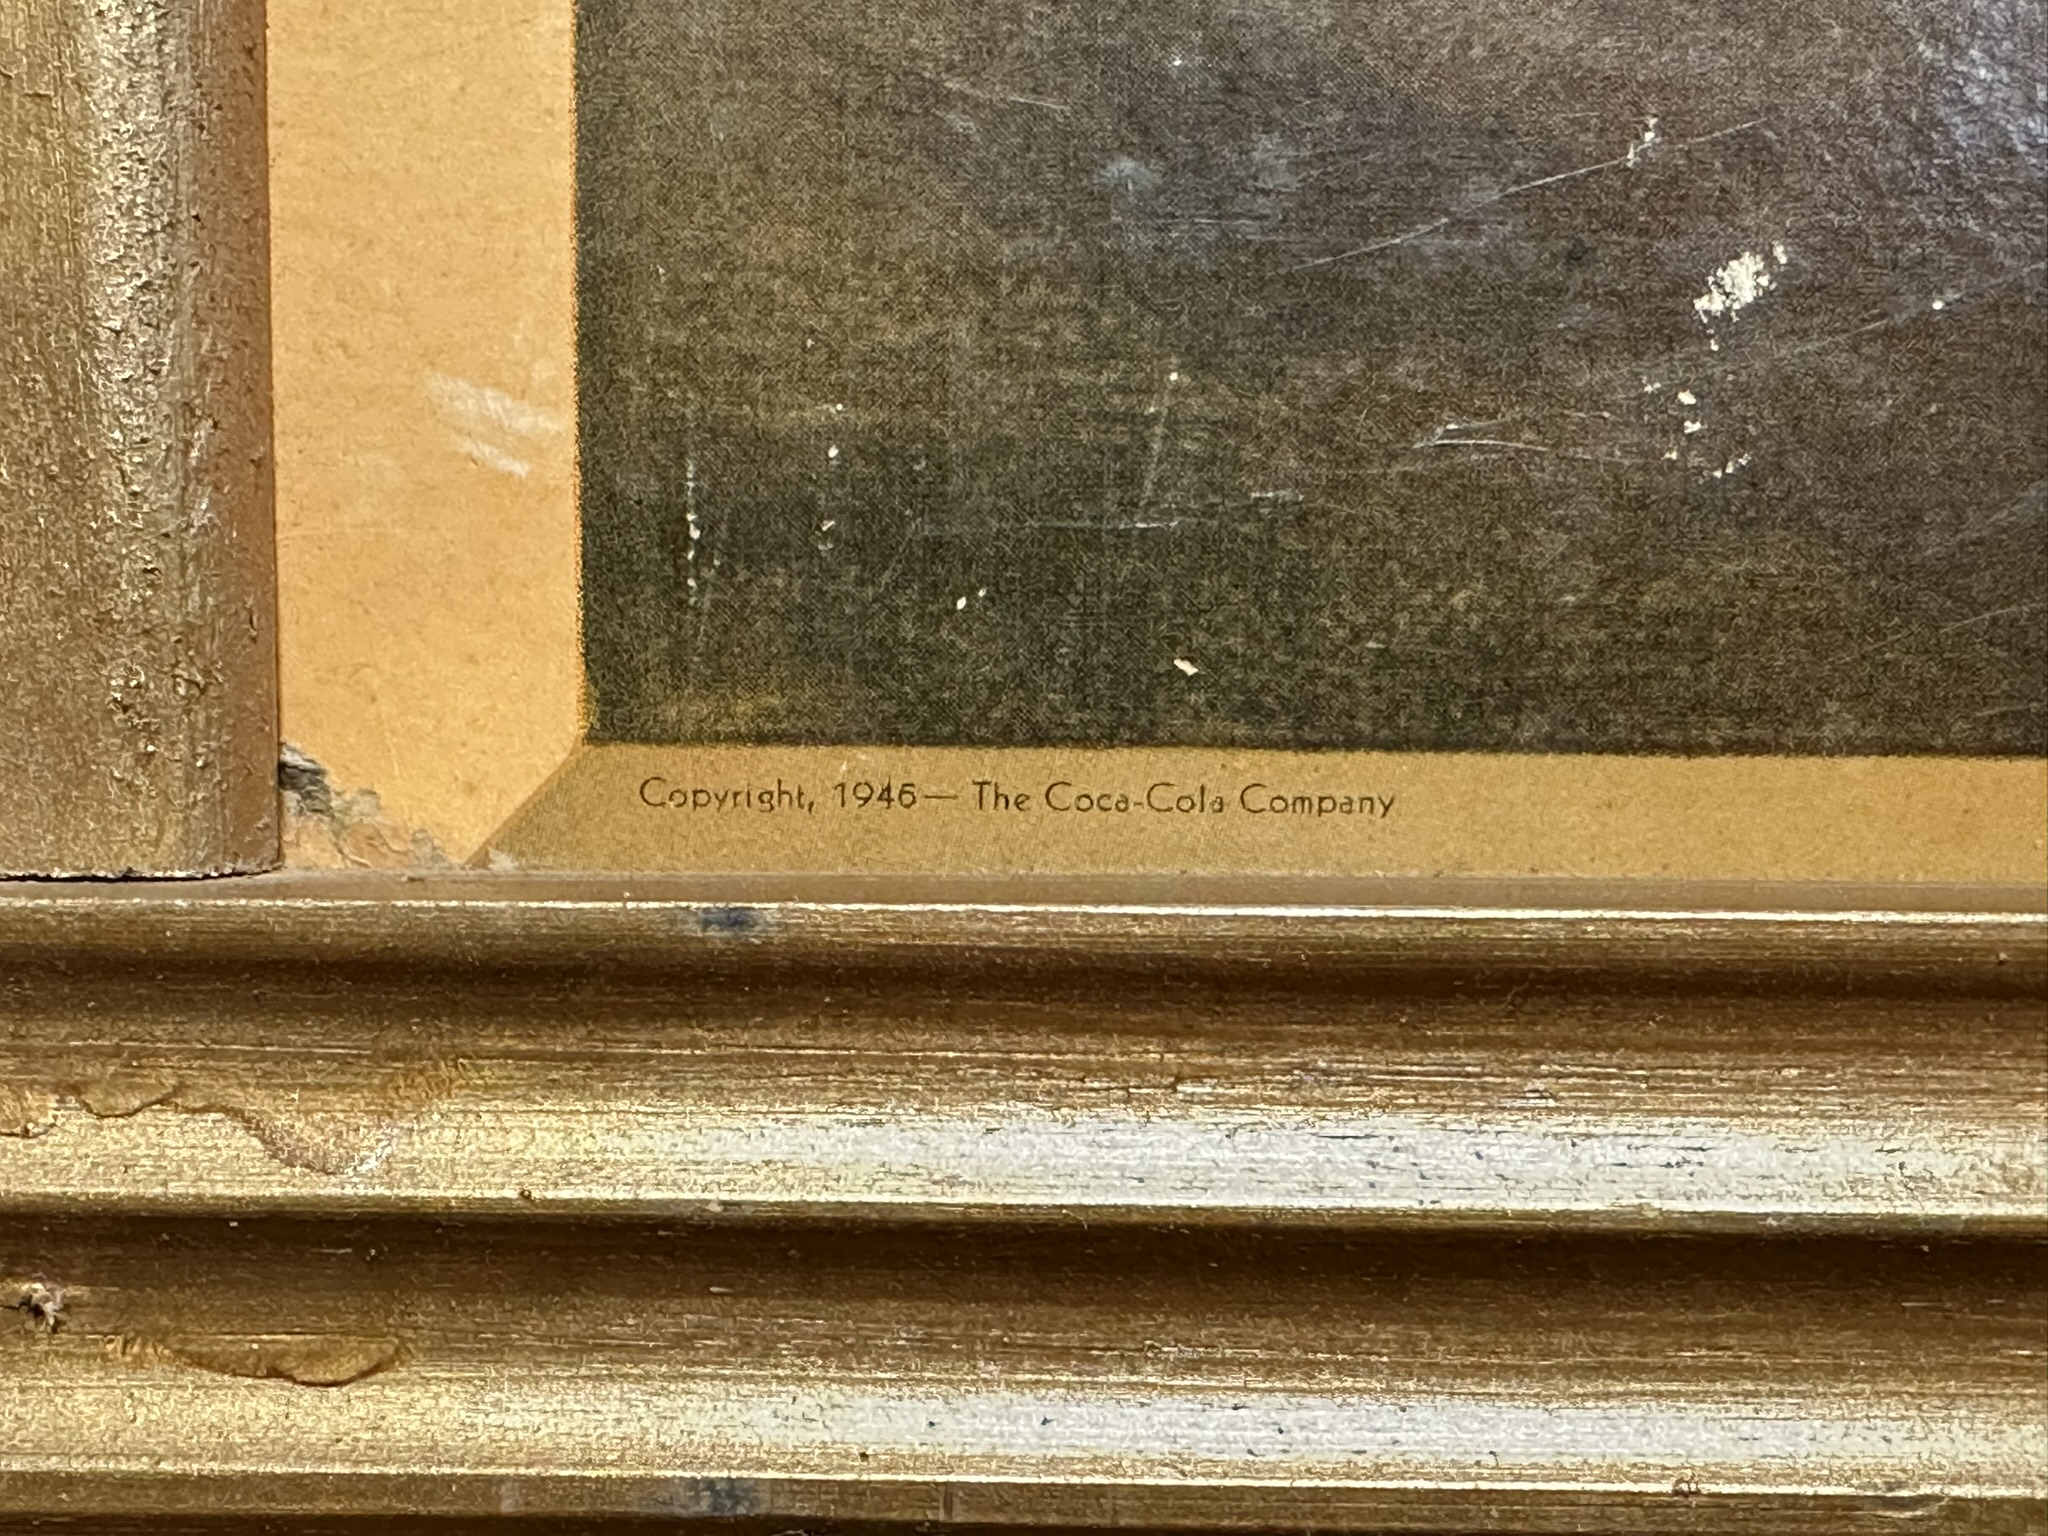 Copyright, 1946— The Coca-Cola Company